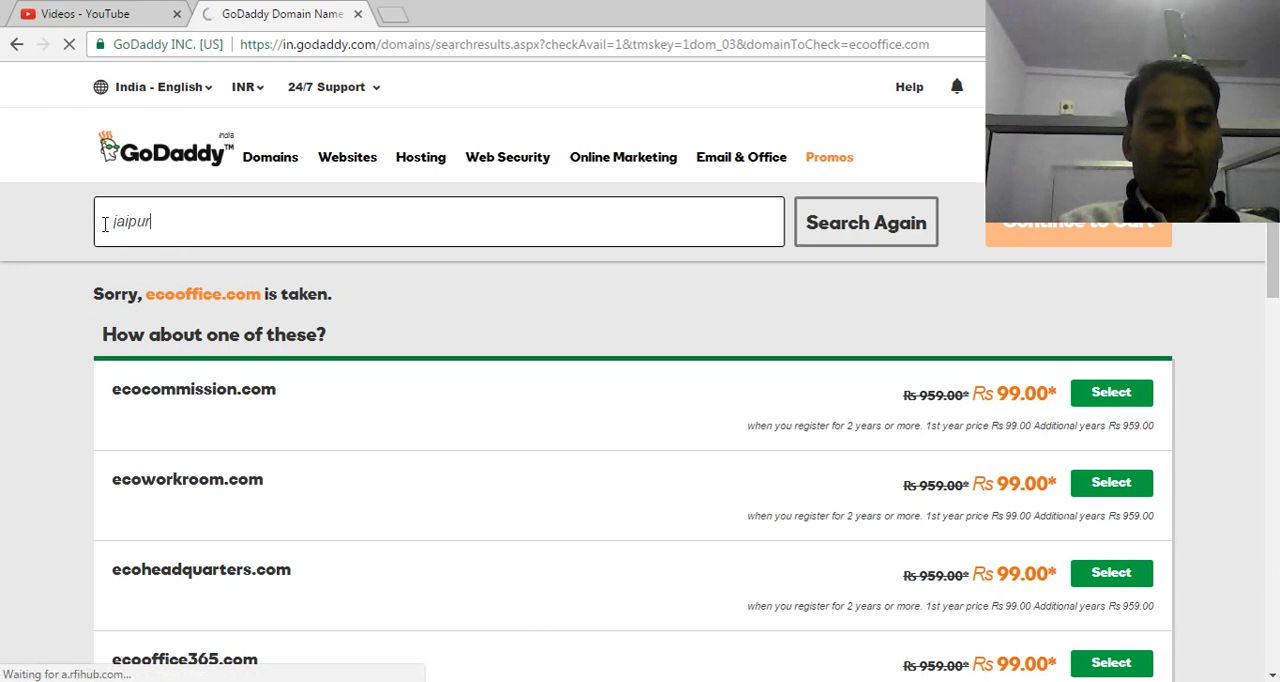 Videos - YouTube
GoDaddy Domain Name
GoDaddy INC. [US] https://in.godaddy.com/domains/searchresults.aspx?checkAvail=1&tmskey=1dom_03&domainToCheck=ecooffice.com
India - English INR 24/7 Support Help
India
GoDaddy™ Domains Websites Hosting Web Security Online Marketing Email & Office Promos
jaipur Search Again Continue to Cart
Sorry, ecooffice.com is taken.
How about one of these?
ecocommission.com Rs 959.00* Rs 99.00* Select
when you register for 2 years or more. 1st year price Rs 99.00 Additional years Rs 959.00
ecoworkroom.com Rs 959.00* Rs 99.00* Select
when you register for 2 years or more. 1st year price Rs 99.00 Additional years Rs 959.00
ecoheadquarters.com Rs 959.00* Rs 99.00* Select
when you register for 2 years or more. 1st year price Rs 99.00 Additional years Rs 959.00
ecooffice365.com Rs 959.00* Rs 99.00* Select
Waiting for a.rfihub.com...